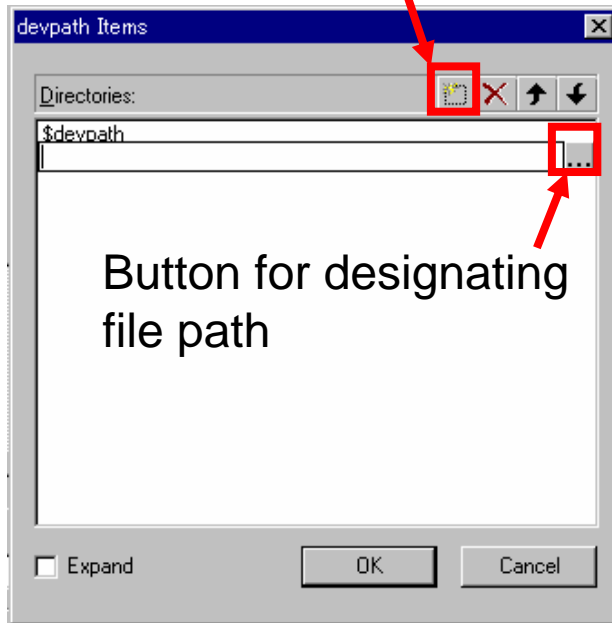 devpath Items
Directories:
$devpath
...
Button for designating
file path
Expand
OK
Cancel